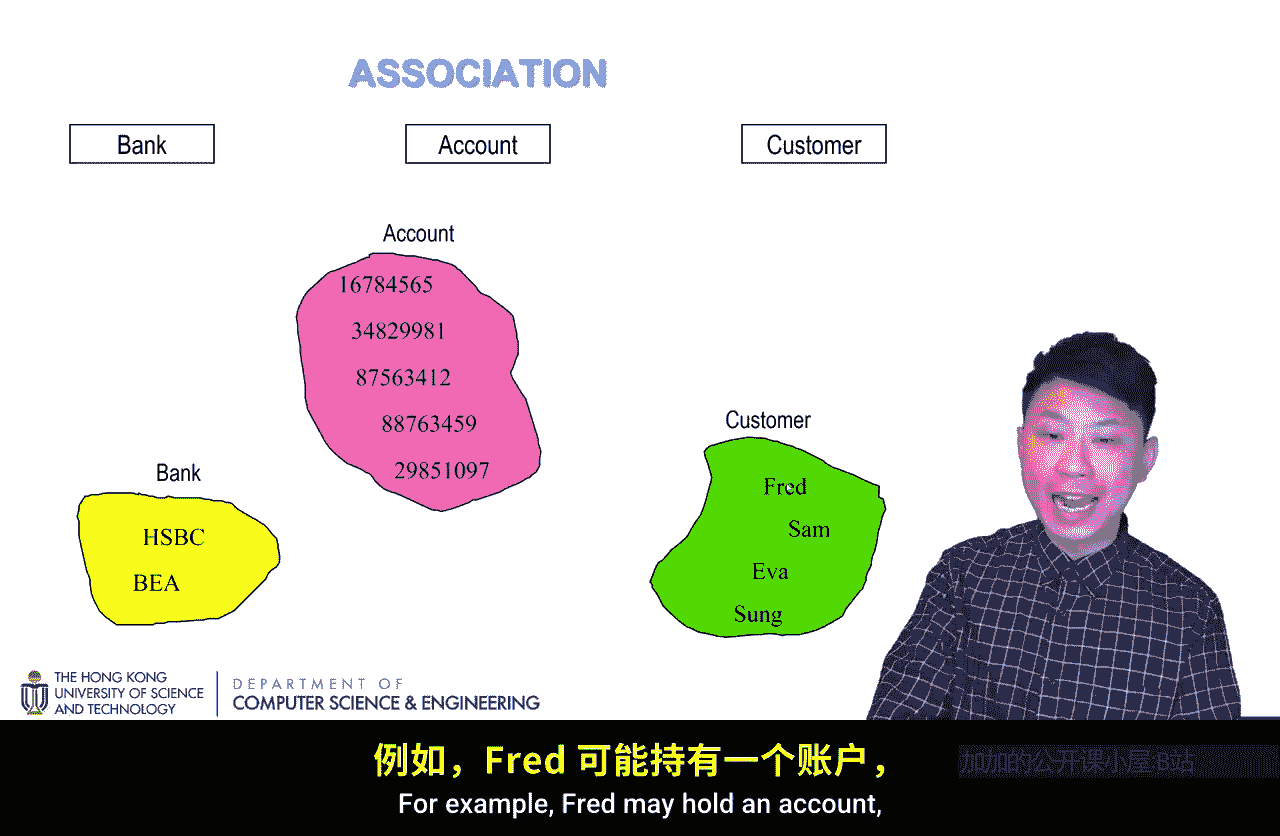 ASSOCIATION
Bank
Account
Customer
Account
16784565
34829981
87563412
88763459
29851097
Customer
Fred
Sam
Eva
Sung
Bank
HSBC
BEA
THE HONG KONG
UNIVERSITY OF SCIENCE
AND TECHNOLOGY
DEPARTMENT OF
COMPUTER SCIENCE & ENGINEERING
例如，Fred 可能持有一个账户，
For example, Fred may hold an account,
加加的公开课小屋·B站